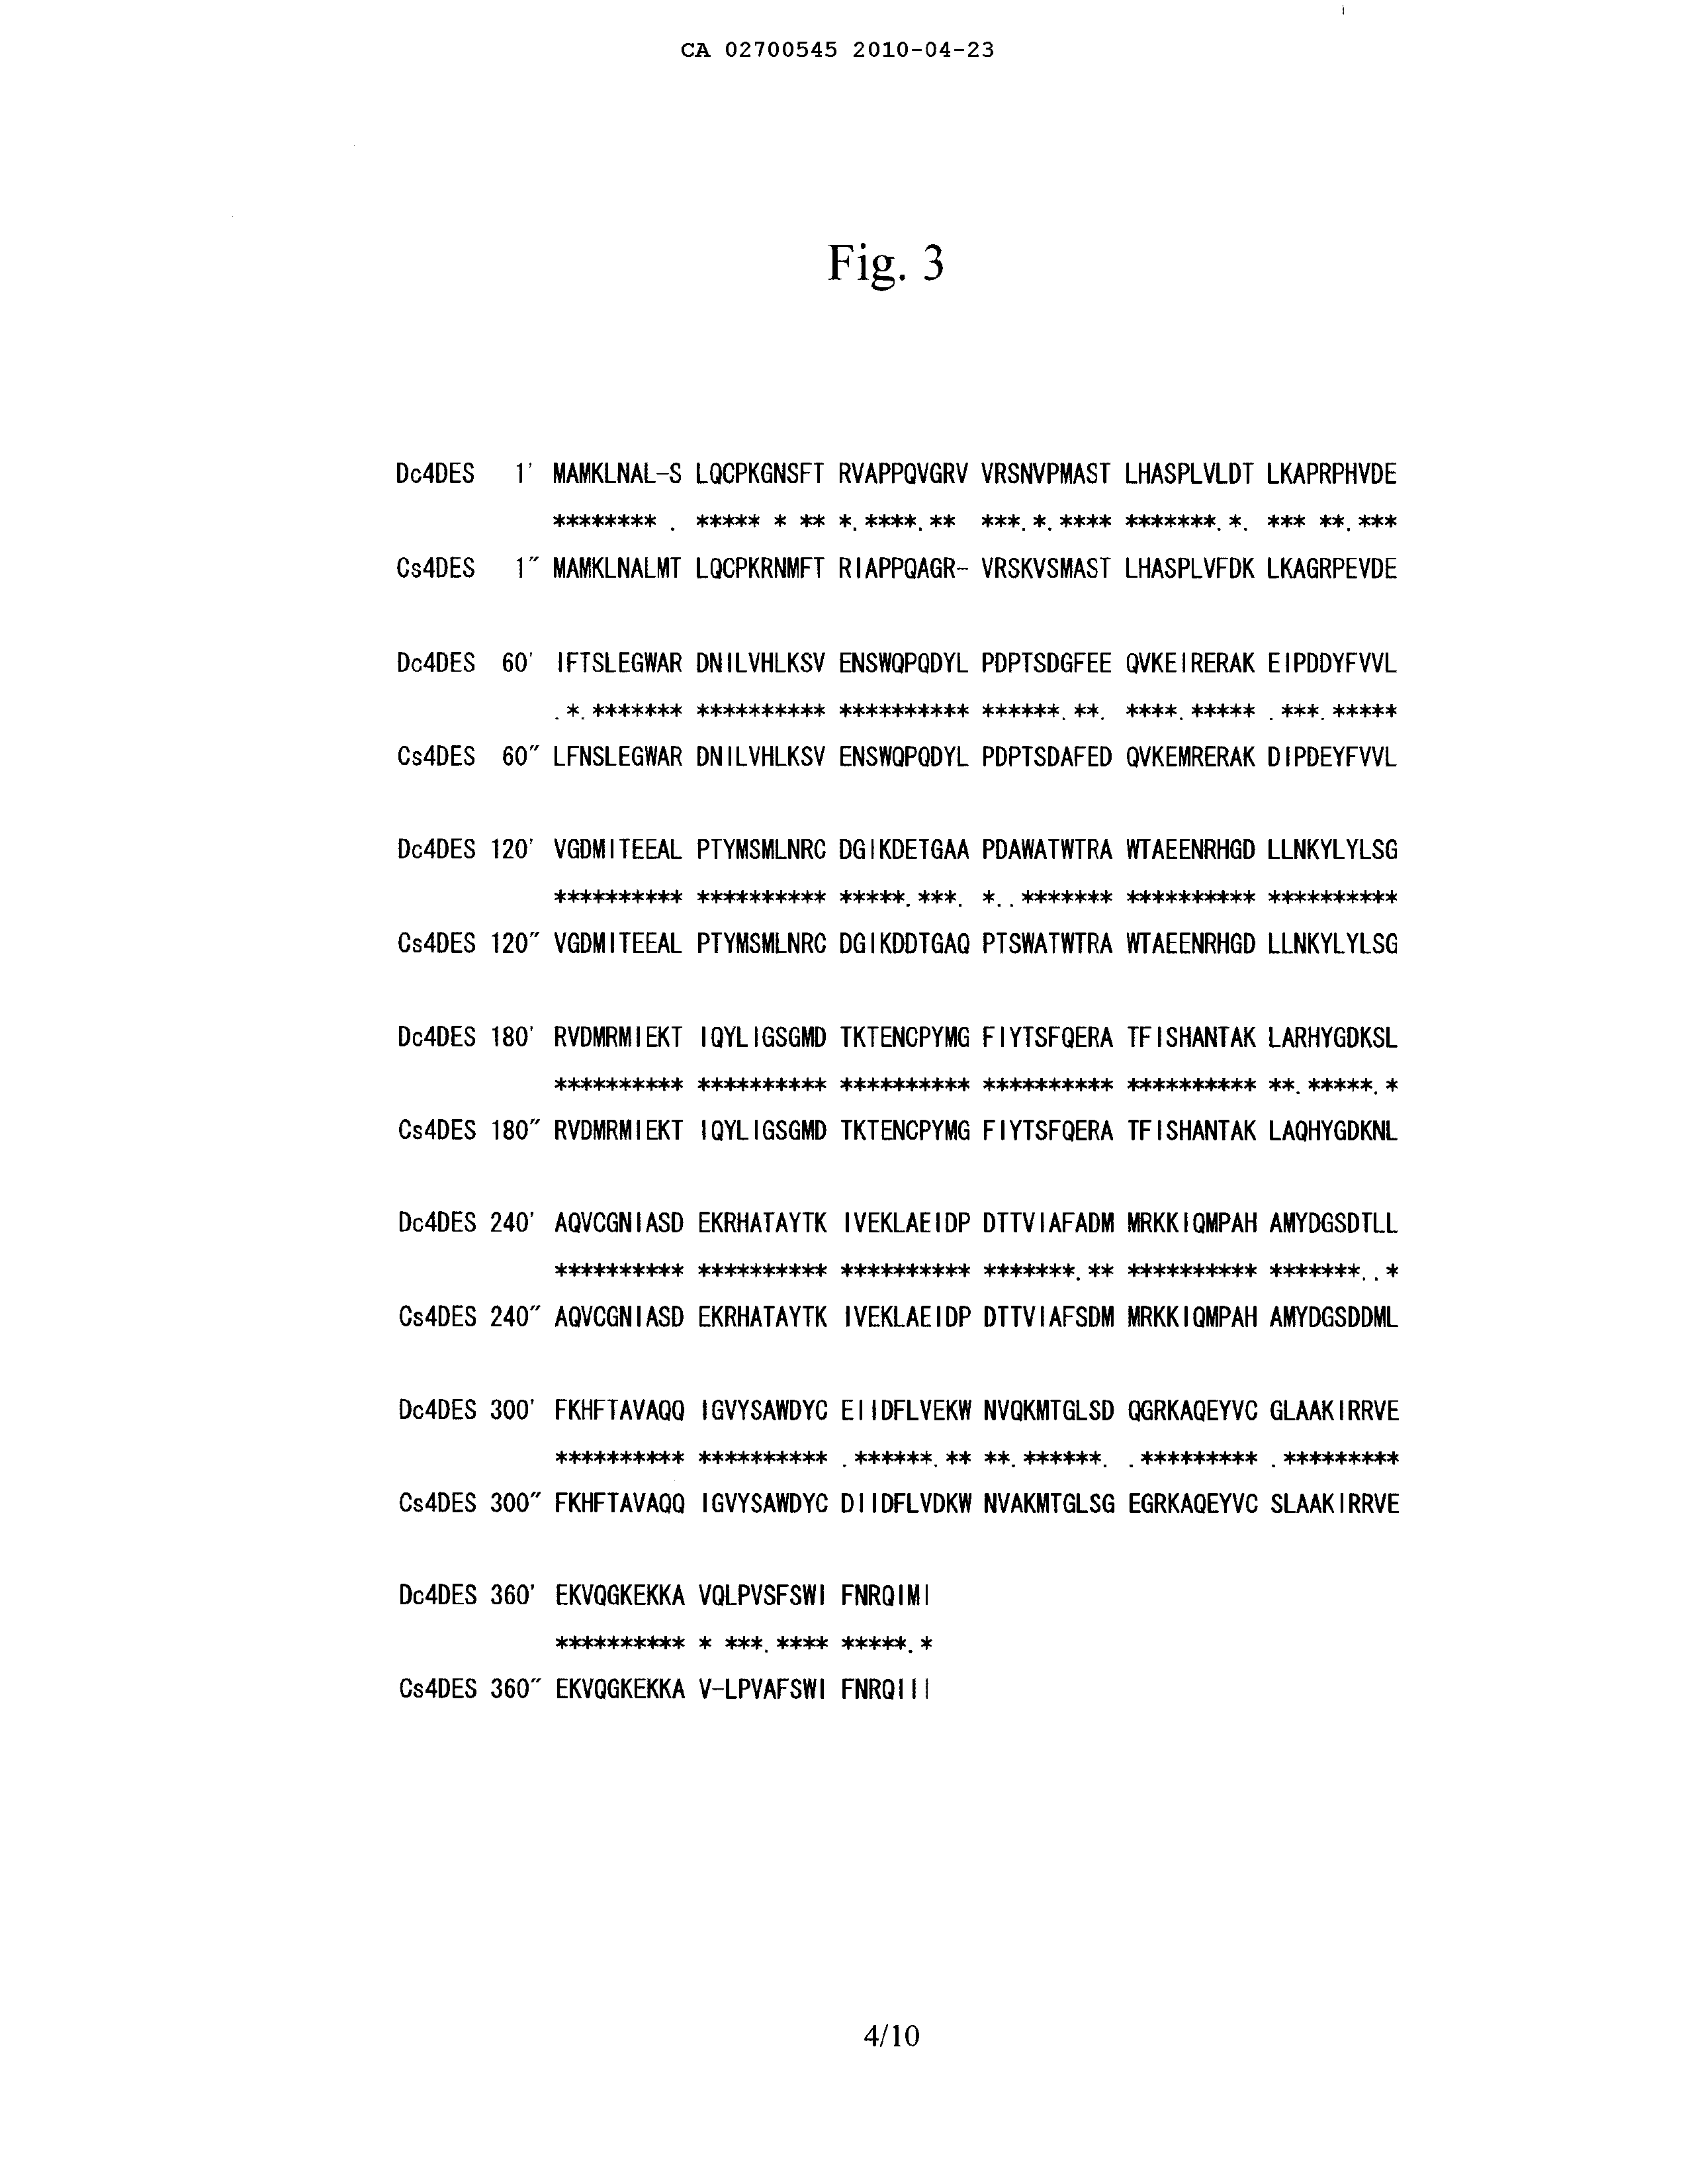 CA 02700545 2010-04-23
Fig. 3
Dc4DES 1' MAMKLNAL-S LQCPKGNSFT RVAPPQVGRV VRSNVPMAST LHASPLVLDT LKAPRPHVDE
******** . ***** * ** *.****.** ***.*.**** *******.*. *** **.***
Cs4DES 1" MAMKLNALMT LQCPKRNMFT RIAPPQAGR- VRSKVSMAST LHASPLVFDK LKAGRPEVDE
Dc4DES 60' IFTSLEGWAR DNILVHLKSV ENSWQPQDYL PDPTSDGFEE QVKEIRERAK EIPDDYFVVL
.*.******* ********** ********** ******.**. ****.***** .***.*****
Cs4DES 60" LFNSLEGWAR DNILVHLKSV ENSWQPQDYL PDPTSDAFED QVKEMRERAK DIPDEYFVVL
Dc4DES 120' VGDMITEEAL PTYMSMLNRC DGIKDETGAA PDAWATWTRA WTAEENRHGD LLNKYLYLSG
********** ********** *****.***. *..******* ********** **********
Cs4DES 120" VGDMITEEAL PTYMSMLNRC DGIKDDTGAQ PTSWATWTRA WTAEENRHGD LLNKYLYLSG
Dc4DES 180' RVDMRMIEKT IQYLIGSGMD TKTENCPYMG FIYTSFQERA TFISHANTAK LARHYGDKSL
********** ********** ********** ********** ********** **.*****.*
Cs4DES 180" RVDMRMIEKT IQYLIGSGMD TKTENCPYMG FIYTSFQERA TFISHANTAK LAQHYGDKNL
Dc4DES 240' AQVCGNIASD EKRHATAYTK IVEKLAEIDP DTTVIAFADM MRKKIQMPAH AMYDGSDTLL
********** ********** ********** *******.** ********** *******..*
Cs4DES 240" AQVCGNIASD EKRHATAYTK IVEKLAEIDP DTTVIAFSDM MRKKIQMPAH AMYDGSDDML
Dc4DES 300' FKHFTAVAQQ IGVYSAWDYC EIIDFLVEKW NVQKMTGLSD QGRKAQEYVC GLAAKIRRVE
********** ********** .******.** **.******. .********* .*********
Cs4DES 300" FKHFTAVAQQ IGVYSAWDYC DIIDFLVDKW NVAKMTGLSG EGRKAQEYVC SLAAKIRRVE
Dc4DES 360' EKVQGKEKKA VQLPVSFSWI FNRQIMI
********** * ***.**** *****.*
Cs4DES 360" EKVQGKEKKA V-LPVAFSWI FNRQIII
4/10